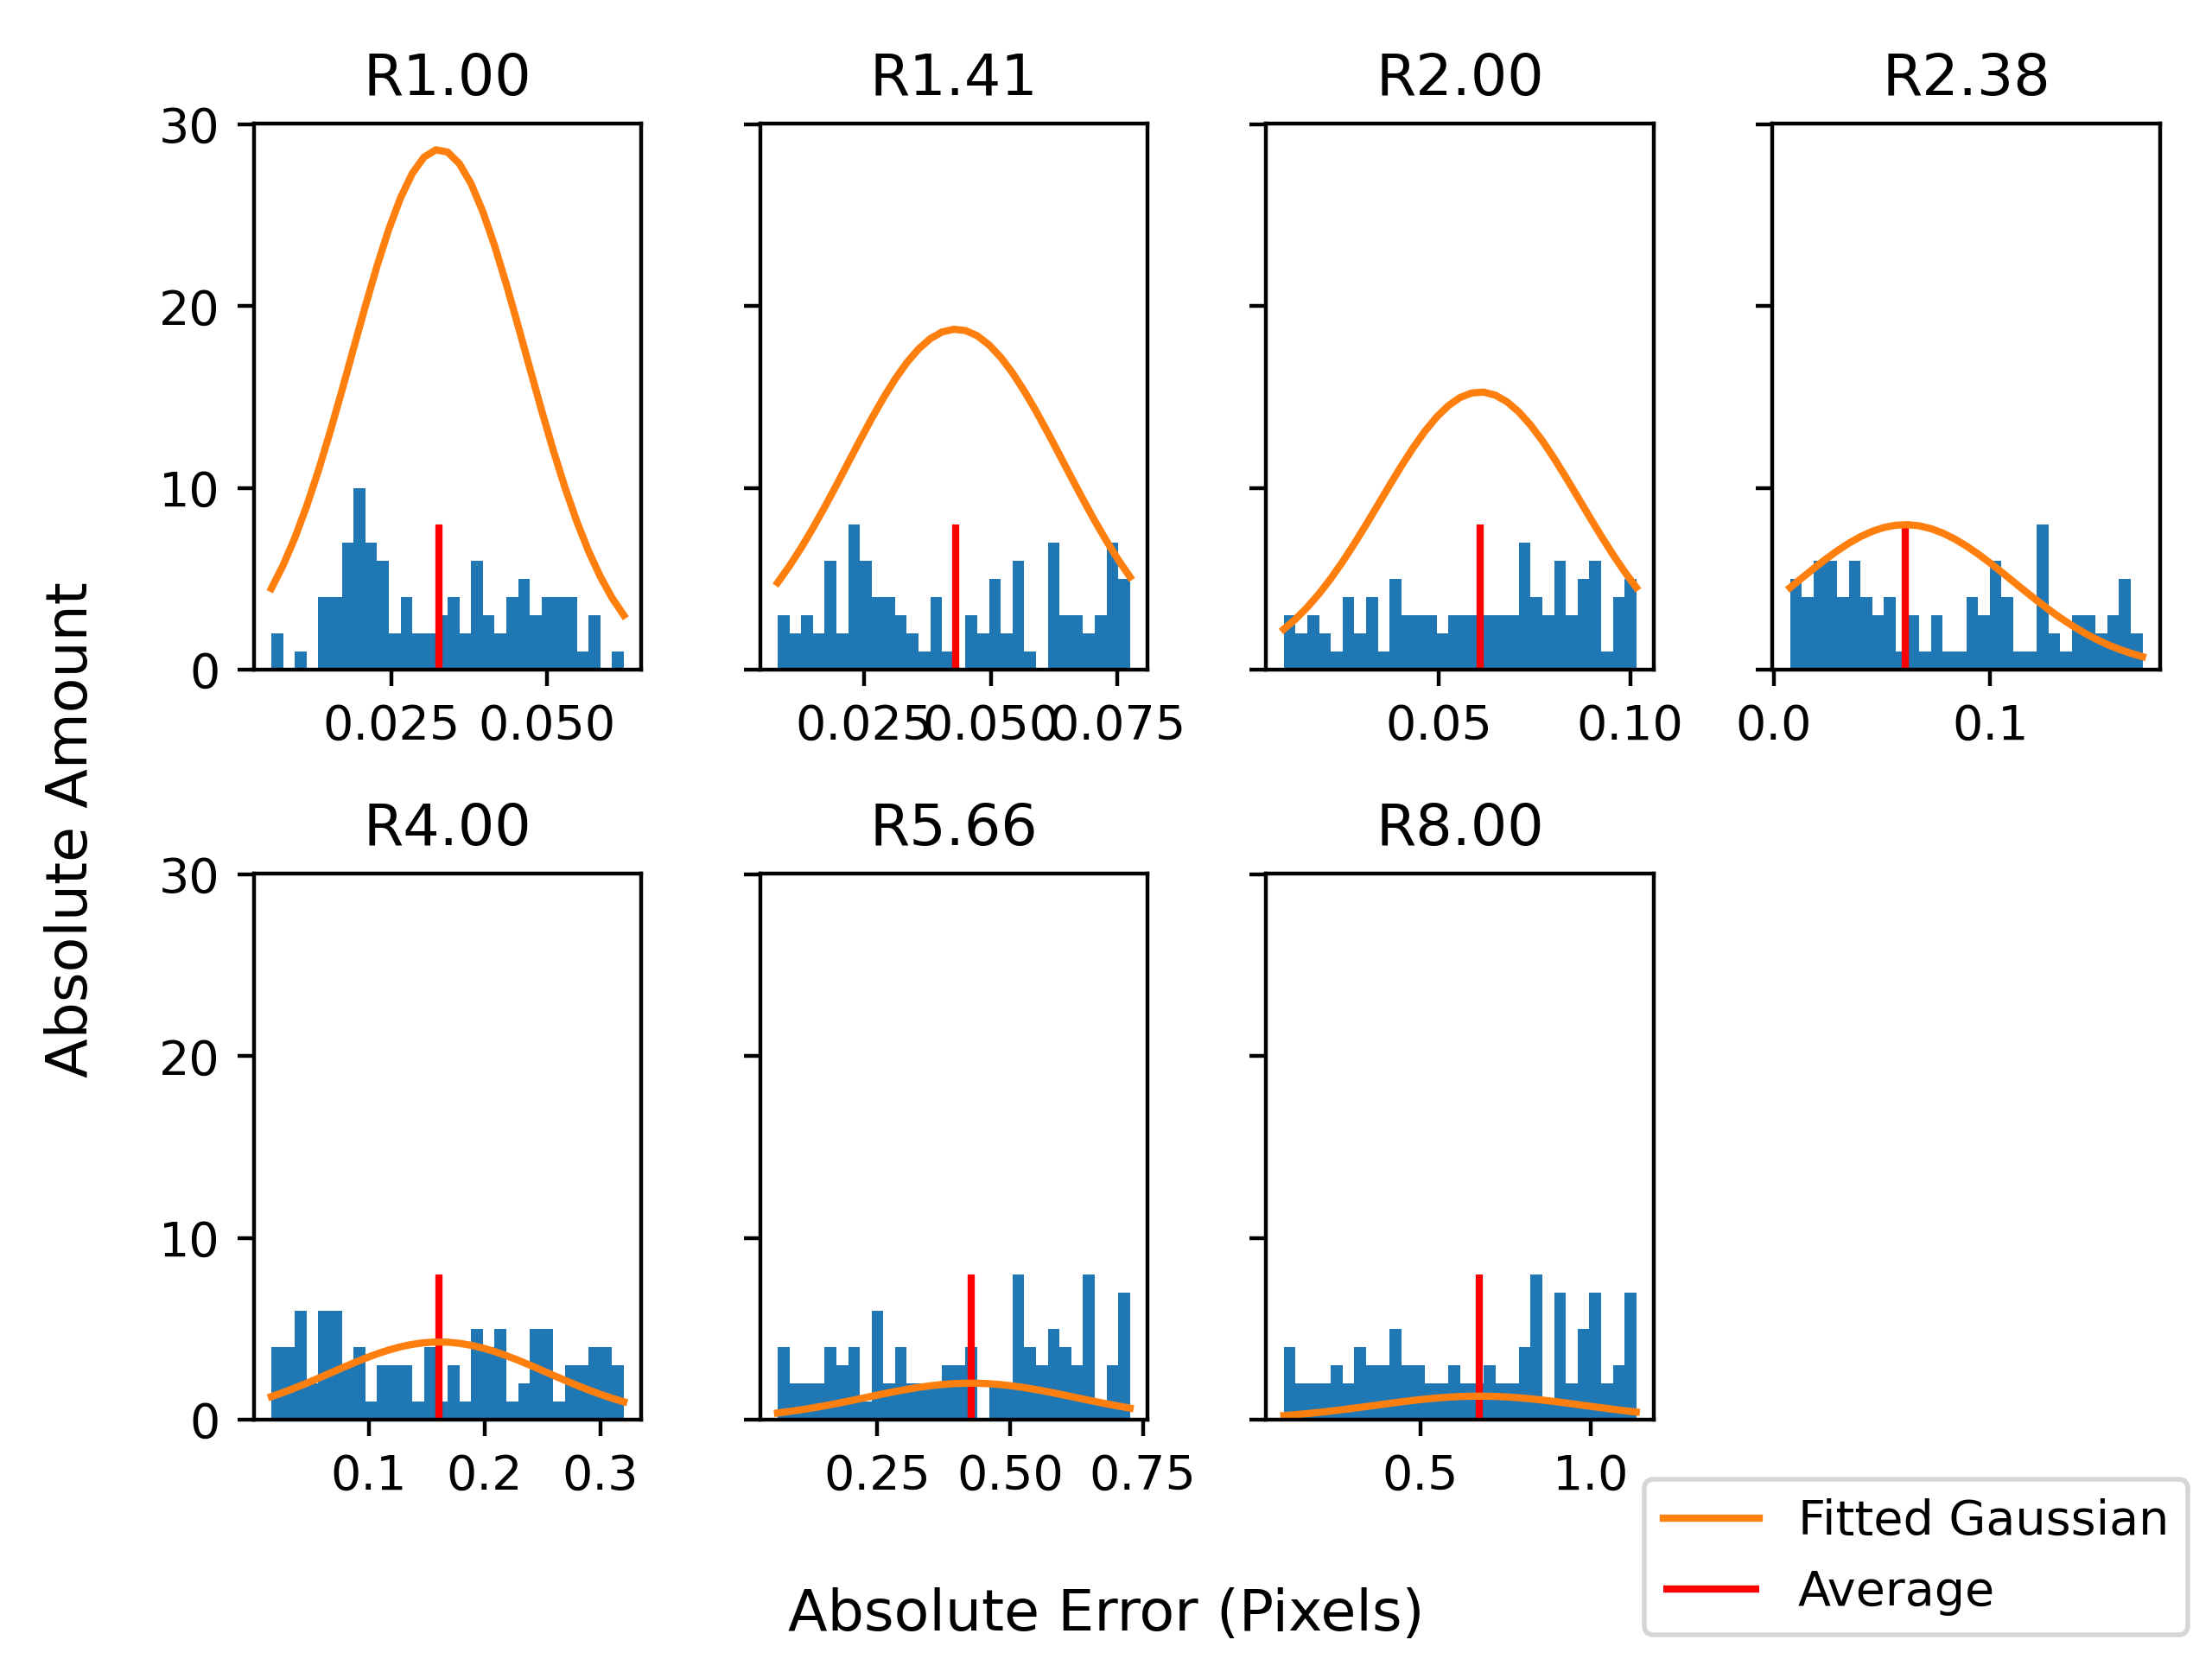 R1.00 R1.41 R2.00 R2.38
30
20
10
0
0.025 0.050 0.025 0.050 0.075 0.05 0.10 0.0 0.1
Absolute Amount
R4.00 R5.66 R8.00
30
20
10
0
0.1 0.2 0.3 0.25 0.50 0.75 0.5 1.0
Fitted Gaussian
Average
Absolute Error (Pixels)